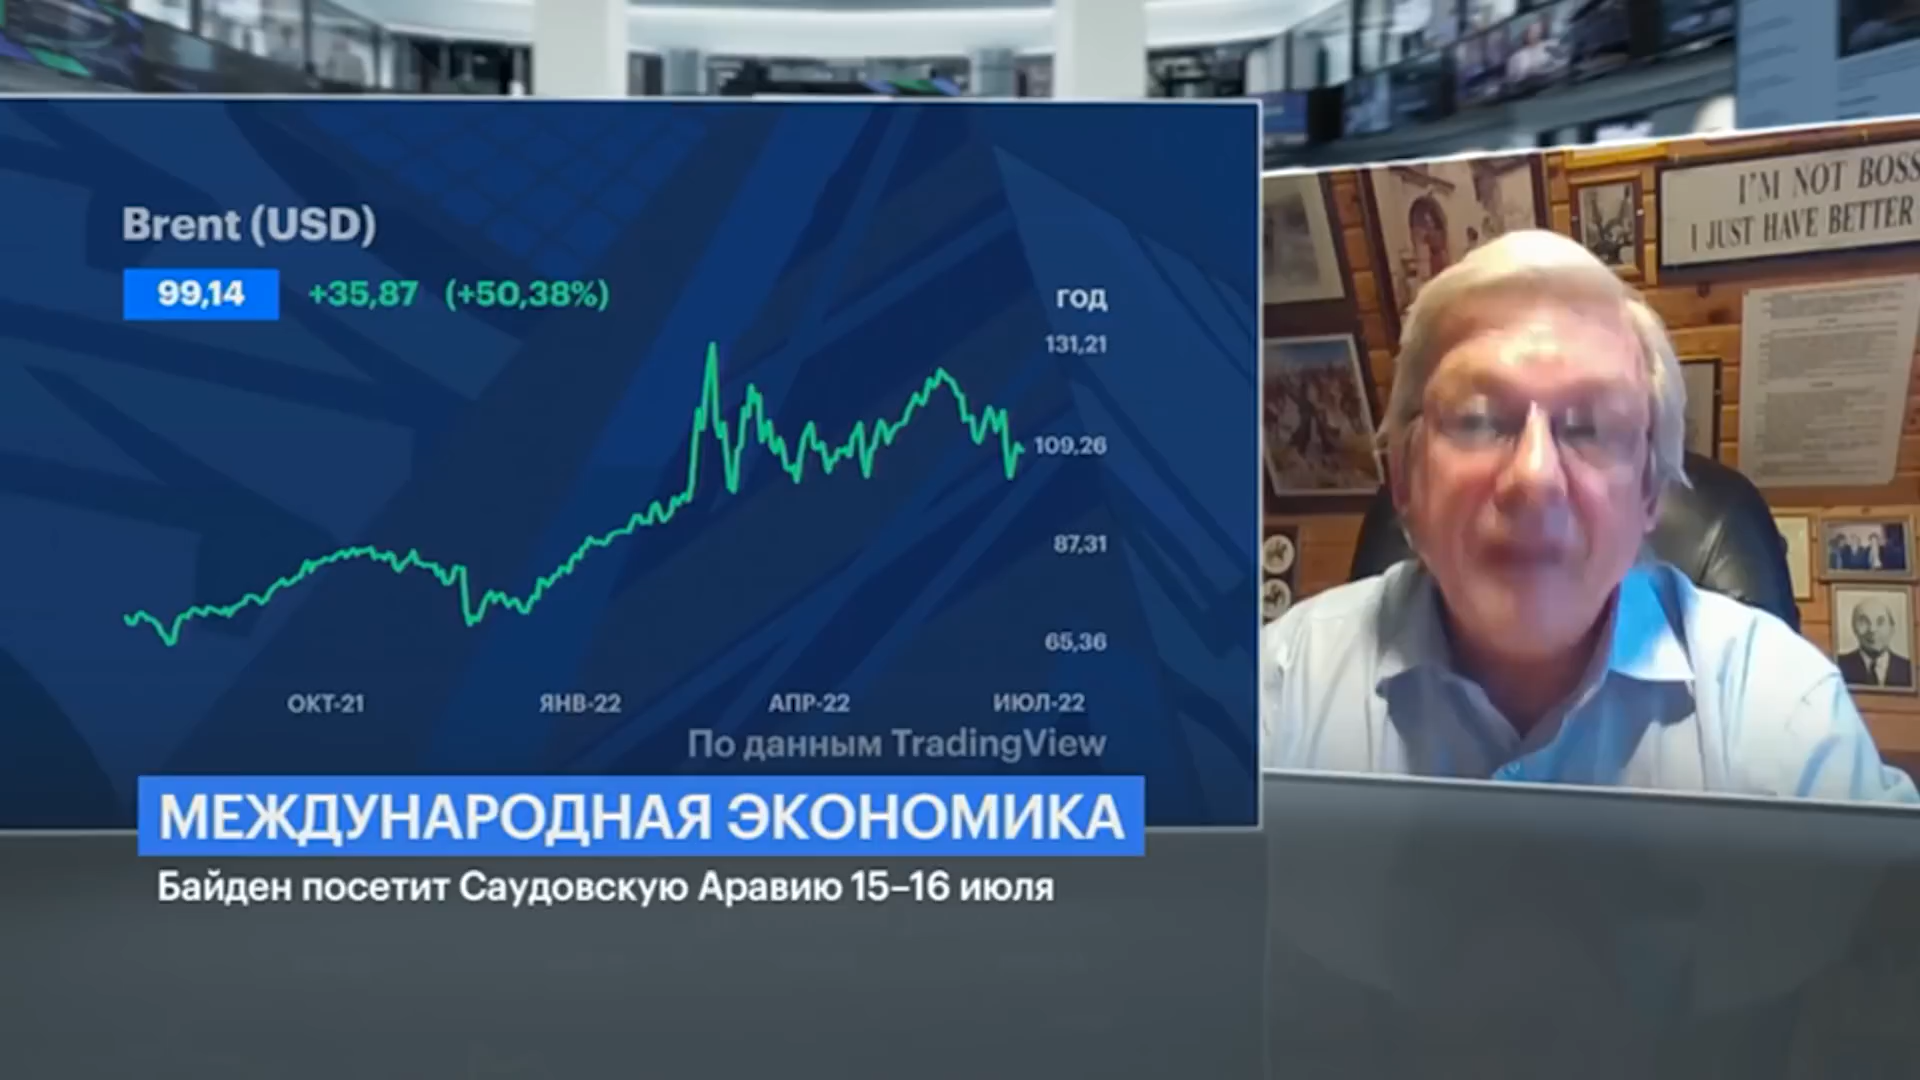 Brent (USD)
99,14 +35,87 (+50,38%)
ГОД
131,21
109,26
87,31
65,36
ОКТ-21 ЯНВ-22 АПР-22 ИЮЛ-22
По данным TradingView
МЕЖДУНАРОДНАЯ ЭКОНОМИКА
Байден посетит Саудовскую Аравию 15–16 июля
I'M NOT BOSS
I JUST HAVE BETTER